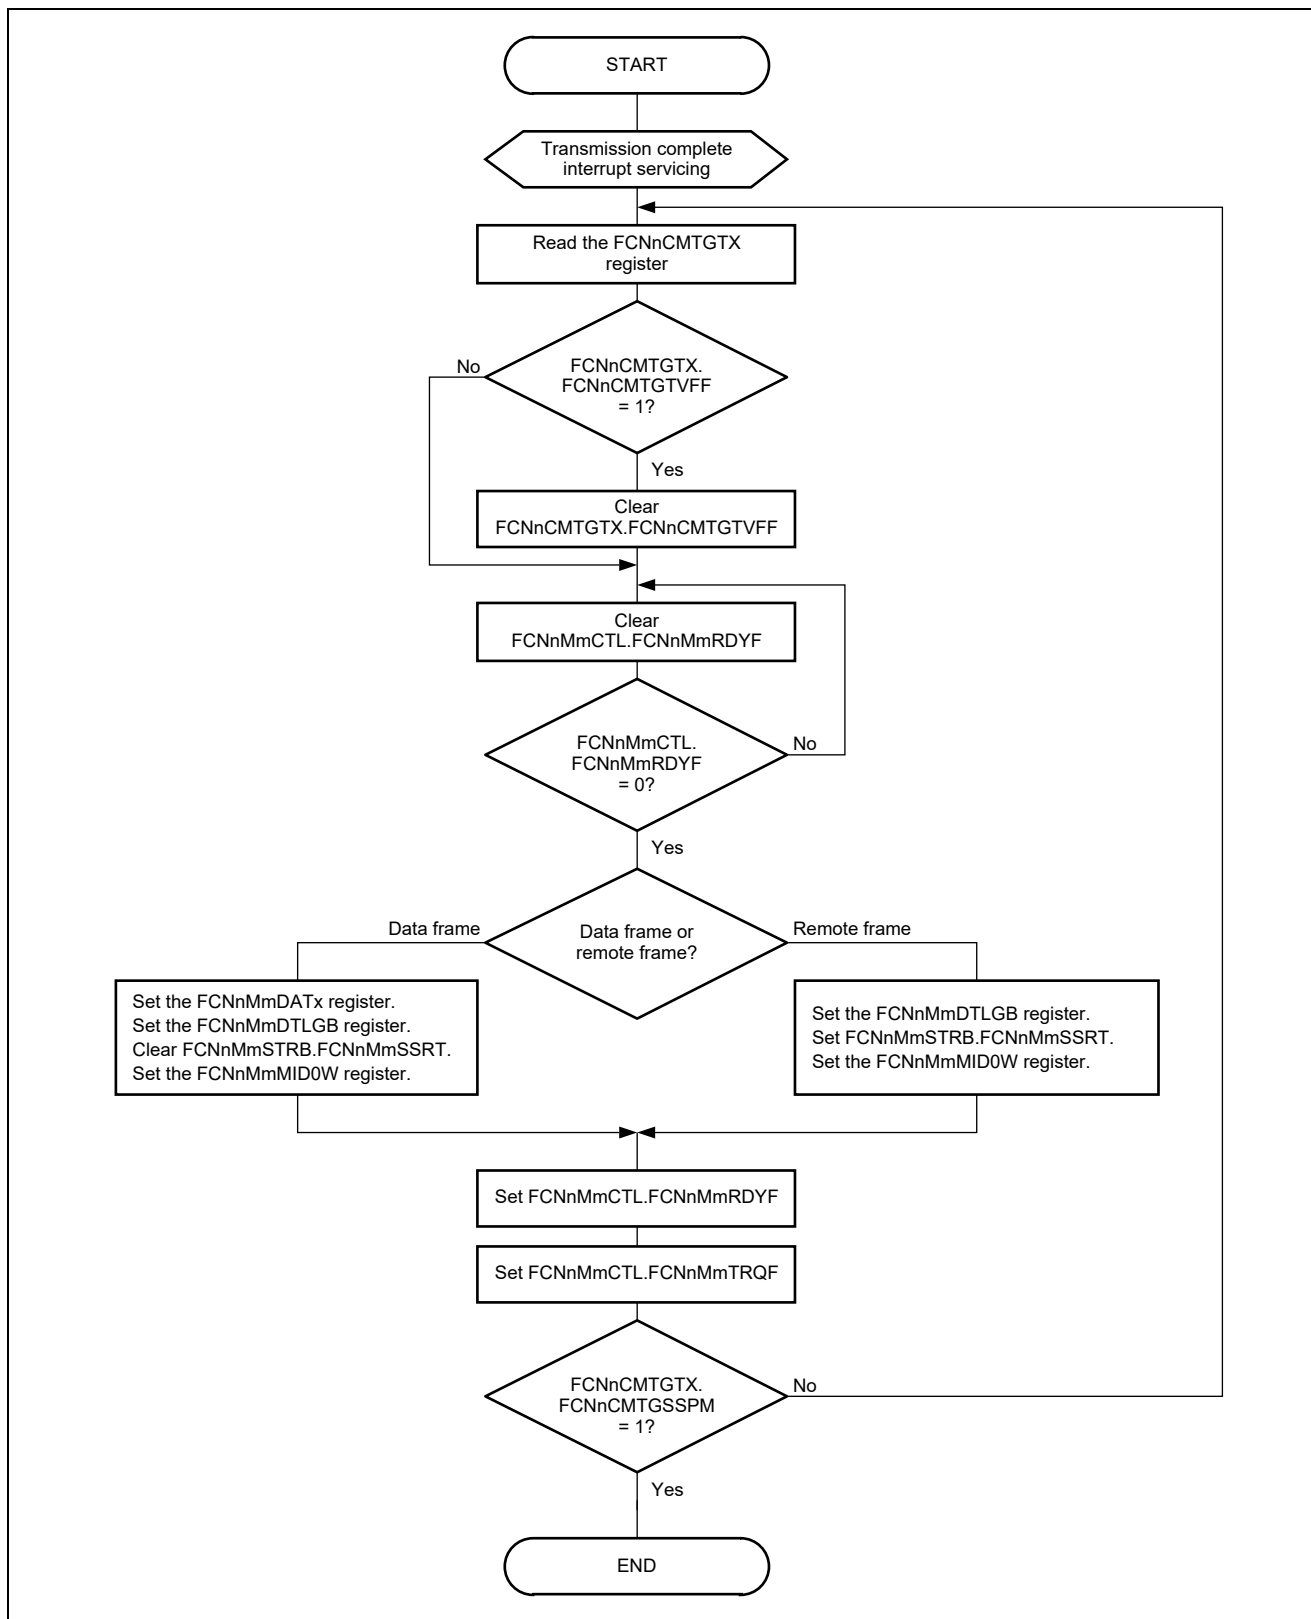 START
Transmission complete
interrupt servicing
Read the FCNnCMTGTX
register
No
FCNnCMTGTX.
FCNnCMTGTVFF
= 1?
Yes
Clear
FCNnCMTGTX.FCNnCMTGTVFF
Clear
FCNnMmCTL.FCNnMmRDYF
FCNnMmCTL.
FCNnMmRDYF
= 0?
No
Yes
Data frame
Data frame or
remote frame?
Remote frame
Set the FCNnMmDATx register.
Set the FCNnMmDTLGB register.
Clear FCNnMmSTRB.FCNnMmSSRT.
Set the FCNnMmMID0W register.
Set the FCNnMmDTLGB register.
Set FCNnMmSTRB.FCNnMmSSRT.
Set the FCNnMmMID0W register.
Set FCNnMmCTL.FCNnMmRDYF
Set FCNnMmCTL.FCNnMmTRQF
FCNnCMTGTX.
FCNnCMTGSSPM
= 1?
No
Yes
END